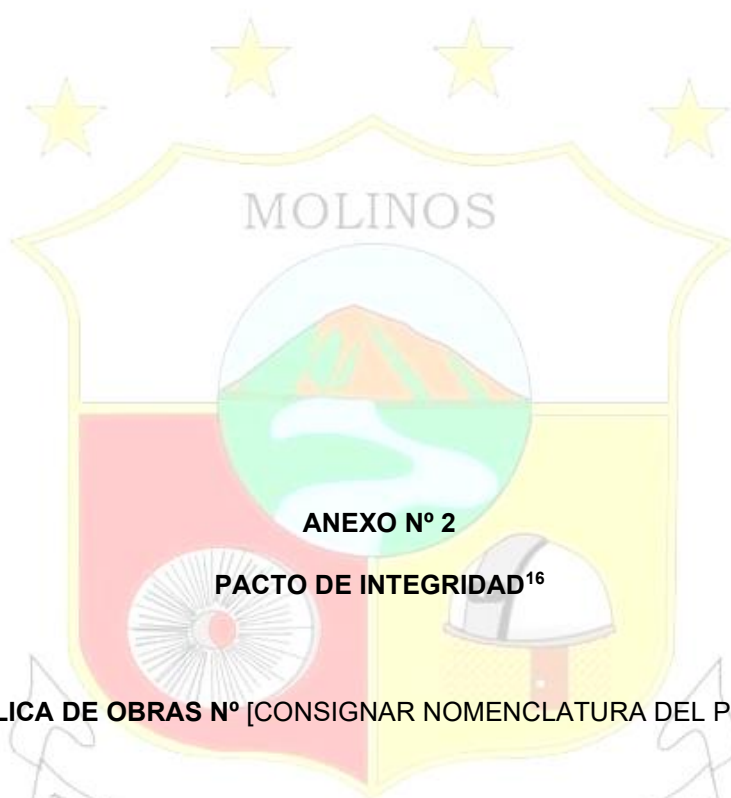 MOLINOS
ANEXO Nº 2
PACTO DE INTEGRIDAD¹⁶
LICA DE OBRAS Nº [CONSIGNAR NOMENCLATURA DEL P